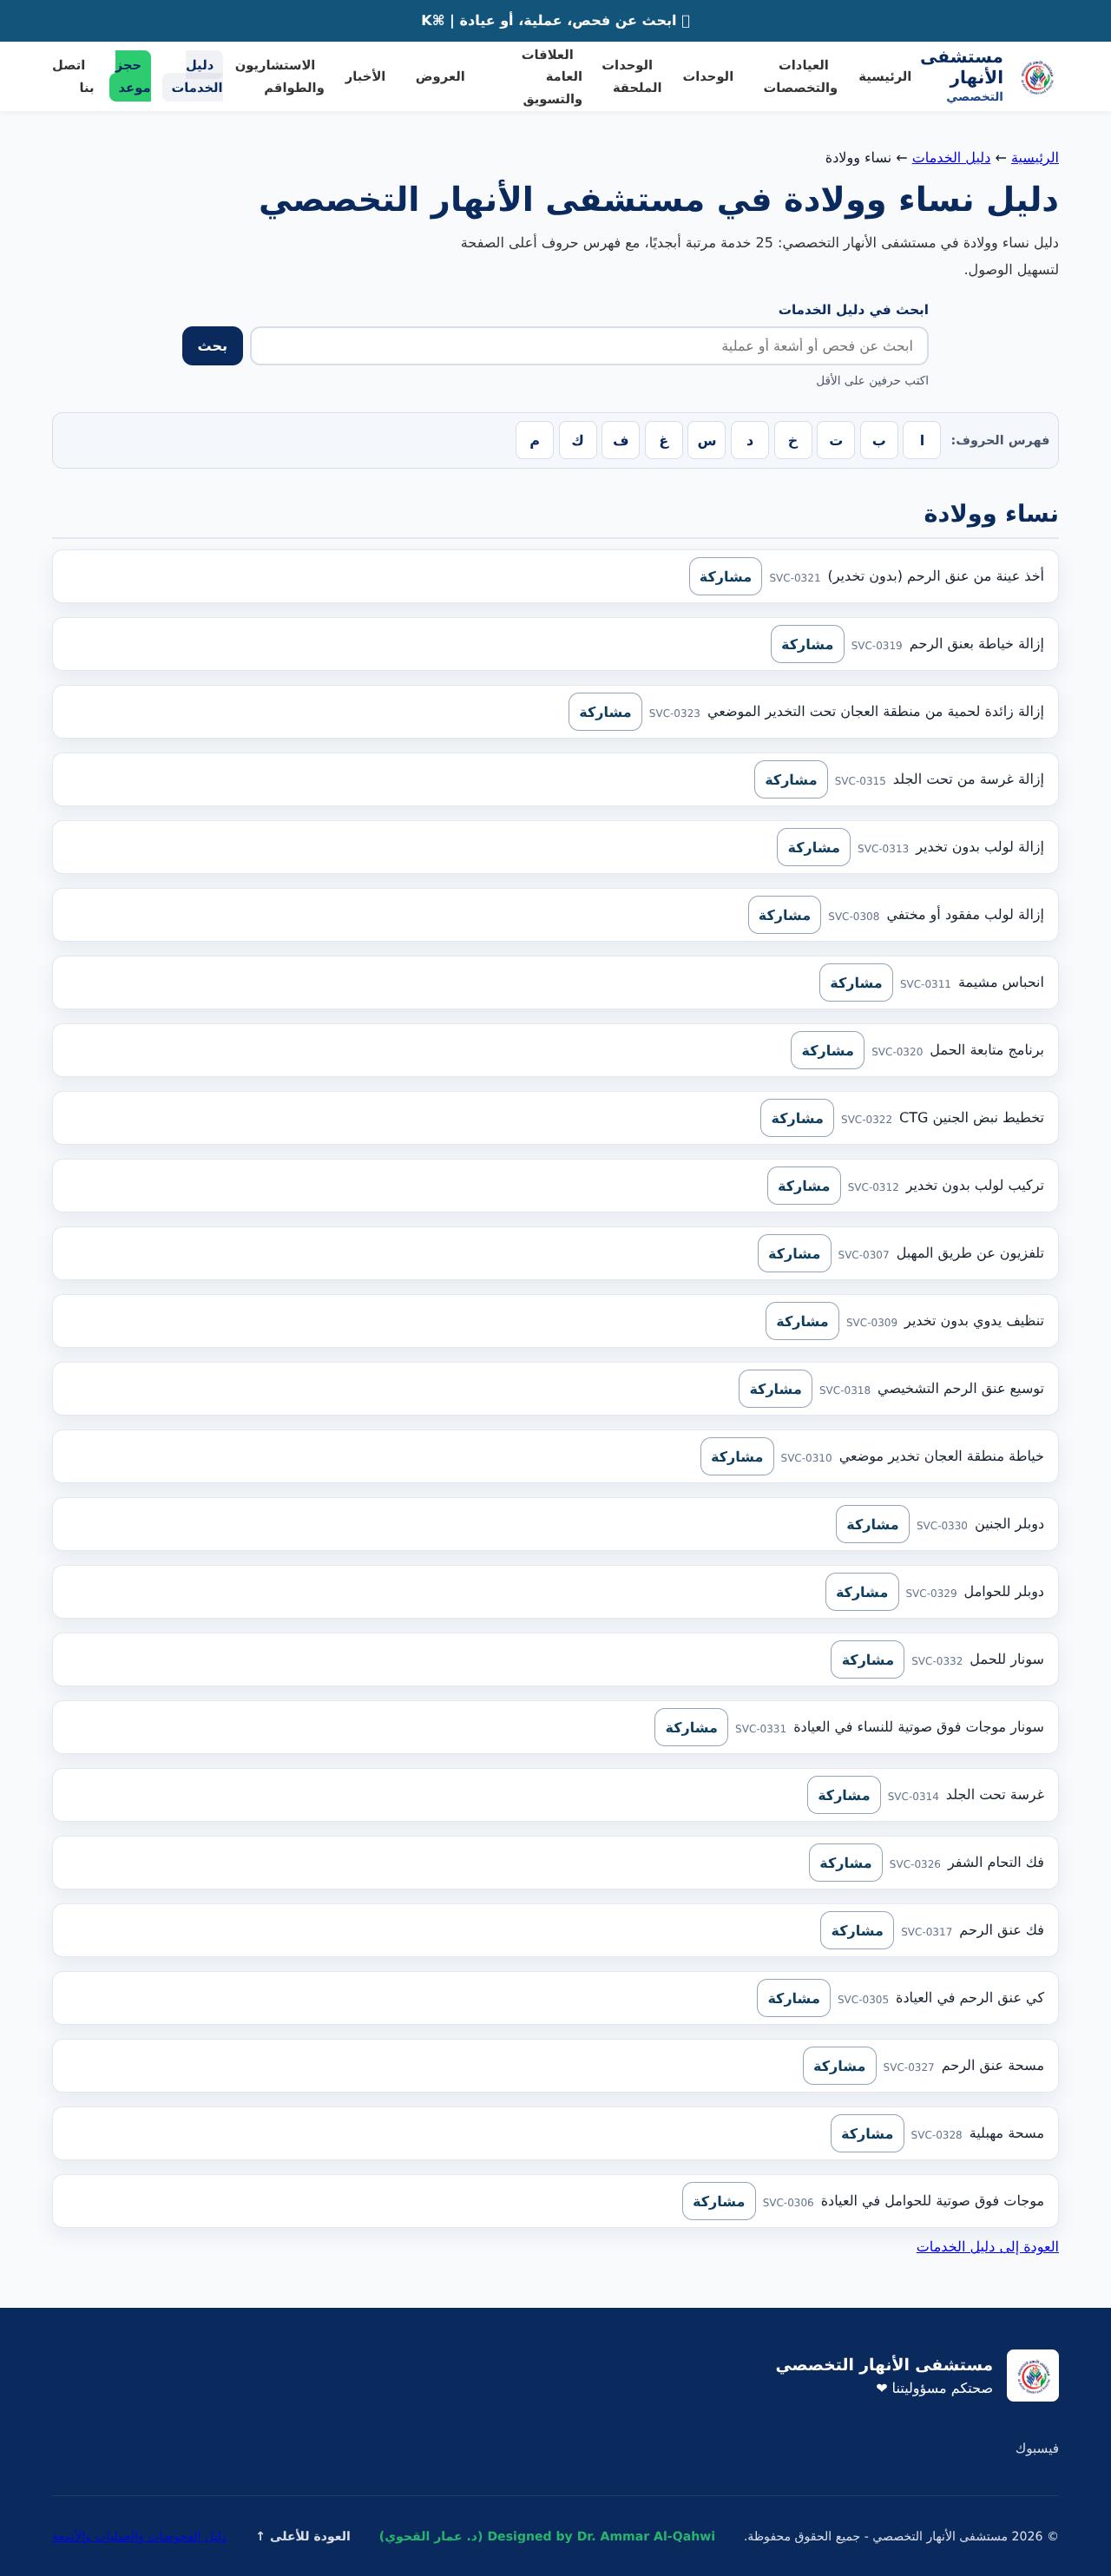 ابحث عن فحص، عملية، أو عيادة | ⌘K
مستشفى الأنهار
التخصصي
الرئيسية
العيادات والتخصصات
الوحدات
الوحدات الملحقة
العلاقات العامة والتسويق
العروض
الأخبار
الاستشاريون والطواقم
دليل الخدمات
حجز موعد
اتصل بنا
الرئيسية ← دليل الخدمات ← نساء وولادة
دليل نساء وولادة في مستشفى الأنهار التخصصي
دليل نساء وولادة في مستشفى الأنهار التخصصي: 25 خدمة مرتبة أبجديًا، مع فهرس حروف أعلى الصفحة
لتسهيل الوصول.
ابحث في دليل الخدمات
ابحث عن فحص أو أشعة أو عملية
بحث
اكتب حرفين على الأقل
فهرس الحروف: ا ب ت خ د س غ ف ك م
نساء وولادة
أخذ عينة من عنق الرحم (بدون تخدير) SVC-0321 مشاركة
إزالة خياطة بعنق الرحم SVC-0319 مشاركة
إزالة زائدة لحمية من منطقة العجان تحت التخدير الموضعي SVC-0323 مشاركة
إزالة غرسة من تحت الجلد SVC-0315 مشاركة
إزالة لولب بدون تخدير SVC-0313 مشاركة
إزالة لولب مفقود أو مختفي SVC-0308 مشاركة
انحباس مشيمة SVC-0311 مشاركة
برنامج متابعة الحمل SVC-0320 مشاركة
تخطيط نبض الجنين CTG SVC-0322 مشاركة
تركيب لولب بدون تخدير SVC-0312 مشاركة
تلفزيون عن طريق المهبل SVC-0307 مشاركة
تنظيف يدوي بدون تخدير SVC-0309 مشاركة
توسيع عنق الرحم التشخيصي SVC-0318 مشاركة
خياطة منطقة العجان تخدير موضعي SVC-0310 مشاركة
دوبلر الجنين SVC-0330 مشاركة
دوبلر للحوامل SVC-0329 مشاركة
سونار للحمل SVC-0332 مشاركة
سونار موجات فوق صوتية للنساء في العيادة SVC-0331 مشاركة
غرسة تحت الجلد SVC-0314 مشاركة
فك التحام الشفر SVC-0326 مشاركة
فك عنق الرحم SVC-0317 مشاركة
كي عنق الرحم في العيادة SVC-0305 مشاركة
مسحة عنق الرحم SVC-0327 مشاركة
مسحة مهبلية SVC-0328 مشاركة
موجات فوق صوتية للحوامل في العيادة SVC-0306 مشاركة
العودة إلى دليل الخدمات
مستشفى الأنهار التخصصي
صحتكم مسؤوليتنا ❤
فيسبوك
© 2026 مستشفى الأنهار التخصصي - جميع الحقوق محفوظة.
Designed by Dr. Ammar Al-Qahwi (د. عمار القحوي)
العودة للأعلى ↑
دليل الفحوصات والعمليات والأشعة